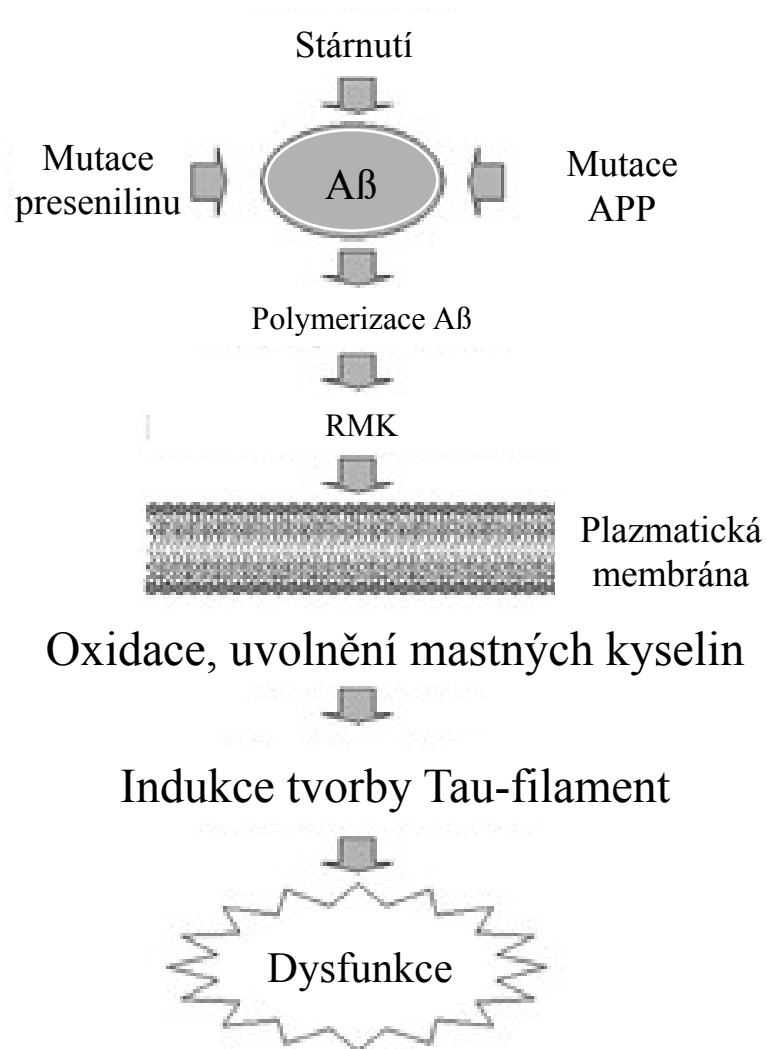 Stárnutí
Mutace
presenilinu
Aß
Mutace
APP
Polymerizace Aß
RMK
Plazmatická
membrána
Oxidace, uvolnění mastných kyselin
Indukce tvorby Tau-filament
Dysfunkce